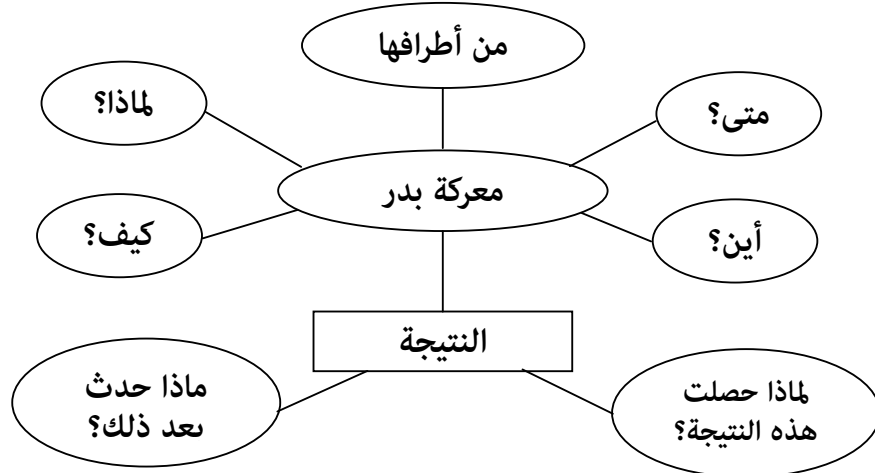 من أطرافها
متى؟
لماذا؟
معركة بدر
أين؟
كيف؟
النتيجة
لماذا حصلت
هذه النتيجة؟
ماذا حدث
بعد ذلك؟